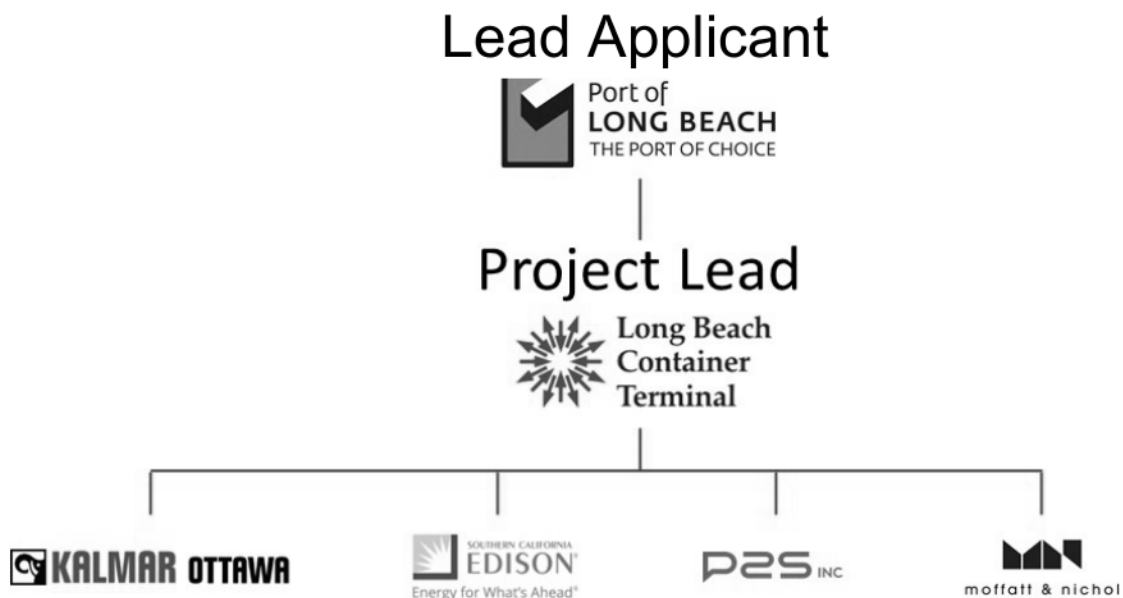 Lead Applicant
Port of
LONG BEACH
THE PORT OF CHOICE
Project Lead
Long Beach
Container
Terminal
KALMAR OTTAWA
SOUTHERN CALIFORNIA
EDISON®
Energy for What's Ahead®
P2S INC
moffatt & nichol